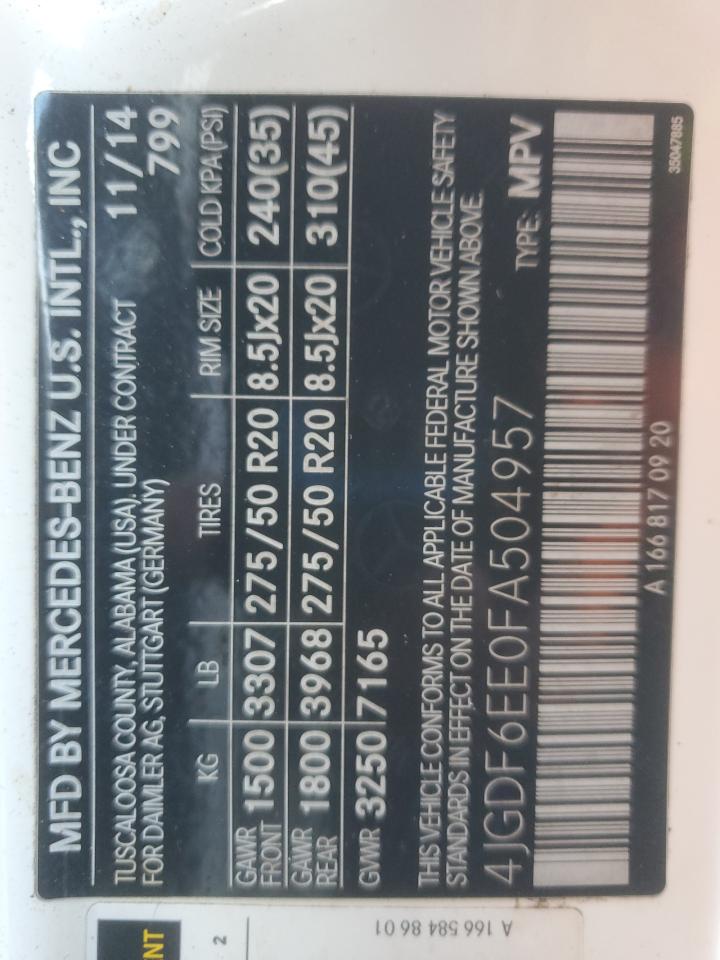 MFD BY MERCEDES-BENZ U.S. INTL., INC
TUSCALOOSA COUNTY, ALABAMA (USA), UNDER CONTRACT 11/14
FOR DAIMLER AG, STUTTGART (GERMANY) 799
KG LB TIRES RIM SIZE COLD KPA(PSI)
GAWR
FRONT 1500 3307 275/50 R20 8.5Jx20 240(35)
GAWR
REAR 1800 3968 275/50 R20 8.5Jx20 310(45)
GVWR 3250 7165
THIS VEHICLE CONFORMS TO ALL APPLICABLE FEDERAL MOTOR VEHICLE SAFETY
STANDARDS IN EFFECT ON THE DATE OF MANUFACTURE SHOWN ABOVE.
4JGDF6EE0FA504957 TYPE: MPV
A 166 817 09 20
35047885
NT
2
A 166 584 86 01